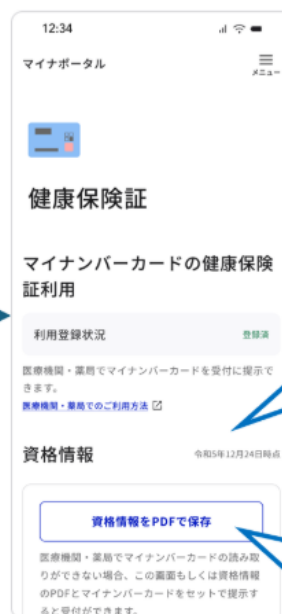 12:34
マイナポータル
メニュー
健康保険証
マイナンバーカードの健康保険
証利用
利用登録状況 登録済
医療機関・薬局でマイナンバーカードを受付に提示で
きます。
医療機関・薬局でのご利用方法
資格情報 令和5年12月24日時点
資格情報をPDFで保存
医療機関・薬局でマイナンバーカードの読み取
りができない場合、この画面もしくは資格情報
のPDFとマイナンバーカードをセットで提示す
ると受付ができます。